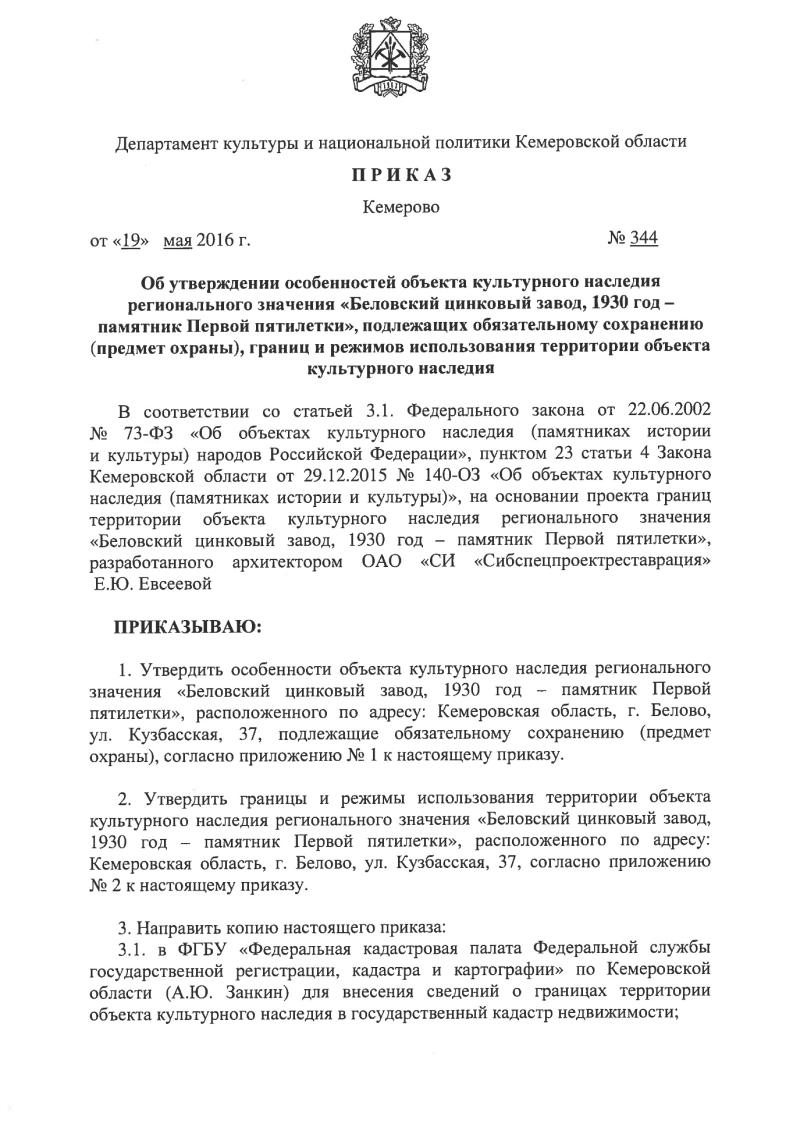 Департамент культуры и национальной политики Кемеровской области
П Р И К А З
Кемерово
от «19» мая 2016 г. № 344
Об утверждении особенностей объекта культурного наследия
регионального значения «Беловский цинковый завод, 1930 год –
памятник Первой пятилетки», подлежащих обязательному сохранению
(предмет охраны), границ и режимов использования территории объекта
культурного наследия
В соответствии со статьей 3.1. Федерального закона от 22.06.2002
№ 73-ФЗ «Об объектах культурного наследия (памятниках истории
и культуры) народов Российской Федерации», пунктом 23 статьи 4 Закона
Кемеровской области от 29.12.2015 № 140-ОЗ «Об объектах культурного
наследия (памятниках истории и культуры)», на основании проекта границ
территории объекта культурного наследия регионального значения
«Беловский цинковый завод, 1930 год – памятник Первой пятилетки»,
разработанного архитектором ОАО «СИ «Сибспецпроектреставрация»
Е.Ю. Евсеевой
ПРИКАЗЫВАЮ:
1. Утвердить особенности объекта культурного наследия регионального
значения «Беловский цинковый завод, 1930 год – памятник Первой
пятилетки», расположенного по адресу: Кемеровская область, г. Белово,
ул. Кузбасская, 37, подлежащие обязательному сохранению (предмет
охраны), согласно приложению № 1 к настоящему приказу.
2. Утвердить границы и режимы использования территории объекта
культурного наследия регионального значения «Беловский цинковый завод,
1930 год – памятник Первой пятилетки», расположенного по адресу:
Кемеровская область, г. Белово, ул. Кузбасская, 37, согласно приложению
№ 2 к настоящему приказу.
3. Направить копию настоящего приказа:
3.1. в ФГБУ «Федеральная кадастровая палата Федеральной службы
государственной регистрации, кадастра и картографии» по Кемеровской
области (А.Ю. Занкин) для внесения сведений о границах территории
объекта культурного наследия в государственный кадастр недвижимости;